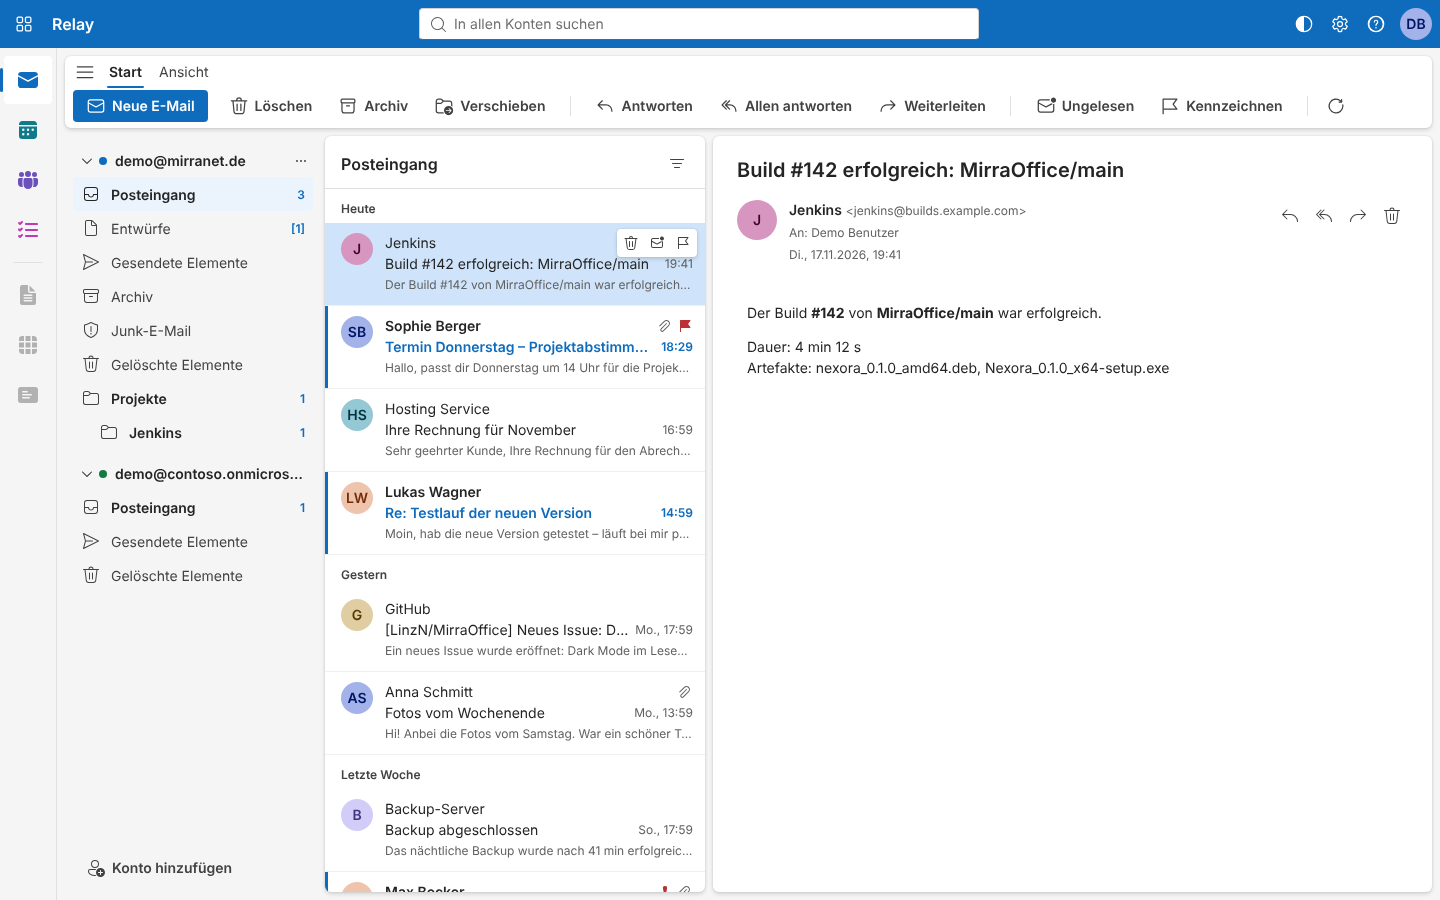 Relay
In allen Konten suchen
DB
Start
Ansicht
Neue E-Mail
Löschen
Archiv
Verschieben
Antworten
Allen antworten
Weiterleiten
Ungelesen
Kennzeichnen
demo@mirranet.de
Posteingang 3
Entwürfe [1]
Gesendete Elemente
Archiv
Junk-E-Mail
Gelöschte Elemente
Projekte 1
Jenkins 1
demo@contoso.onmicros...
Posteingang 1
Gesendete Elemente
Gelöschte Elemente
Konto hinzufügen
Posteingang
Heute
J
Jenkins
Build #142 erfolgreich: MirraOffice/main 19:41
Der Build #142 von MirraOffice/main war erfolgreich...
SB
Sophie Berger
Termin Donnerstag – Projektabstimm... 18:29
Hallo, passt dir Donnerstag um 14 Uhr für die Projek...
HS
Hosting Service
Ihre Rechnung für November 16:59
Sehr geehrter Kunde, Ihre Rechnung für den Abrech...
LW
Lukas Wagner
Re: Testlauf der neuen Version 14:59
Moin, hab die neue Version getestet – läuft bei mir p...
Gestern
G
GitHub
[LinzN/MirraOffice] Neues Issue: D... Mo., 17:59
Ein neues Issue wurde eröffnet: Dark Mode im Lese...
AS
Anna Schmitt
Fotos vom Wochenende Mo., 13:59
Hi! Anbei die Fotos vom Samstag. War ein schöner T...
Letzte Woche
B
Backup-Server
Backup abgeschlossen So., 17:59
Das nächtliche Backup wurde nach 41 min erfolgreic...
Max Becker
Build #142 erfolgreich: MirraOffice/main
J
Jenkins <jenkins@builds.example.com>
An: Demo Benutzer
Di., 17.11.2026, 19:41
Der Build #142 von MirraOffice/main war erfolgreich.
Dauer: 4 min 12 s
Artefakte: nexora_0.1.0_amd64.deb, Nexora_0.1.0_x64-setup.exe